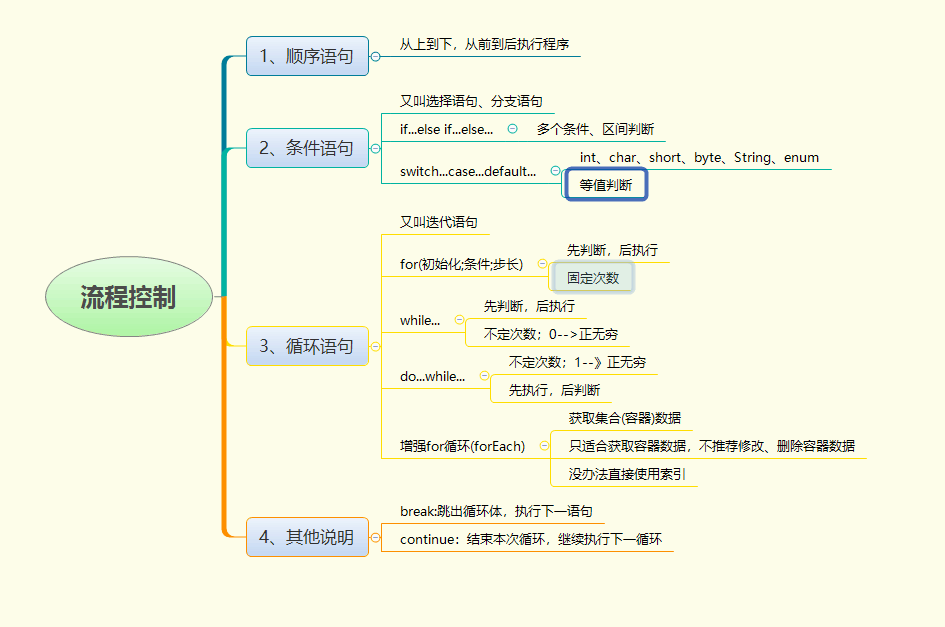 流程控制
1、顺序语句
从上到下，从前到后执行程序
2、条件语句
又叫选择语句、分支语句
if...else if...else...
多个条件、区间判断
switch...case...default...
int、char、short、byte、String、enum
等值判断
3、循环语句
又叫迭代语句
for(初始化;条件;步长)
先判断，后执行
固定次数
while...
先判断，后执行
不定次数；0-->正无穷
do...while...
不定次数；1--》正无穷
先执行，后判断
增强for循环(forEach)
获取集合(容器)数据
只适合获取容器数据，不推荐修改、删除容器数据
没办法直接使用索引
4、其他说明
break:跳出循环体，执行下一语句
continue：结束本次循环，继续执行下一循环